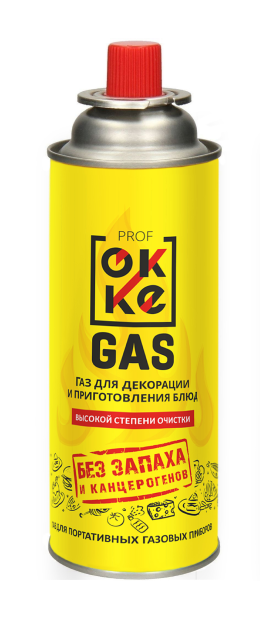 PROF
OK
KE
GAS
ГАЗ ДЛЯ ДЕКОРАЦИИ
И ПРИГОТОВЛЕНИЯ БЛЮД
ВЫСОКОЙ СТЕПЕНИ ОЧИСТКИ
БЕЗ ЗАПАХА
И КАНЦЕРОГЕНОВ
ДЛЯ ПОРТАТИВНЫХ ГАЗОВЫХ ПРИБОРОВ